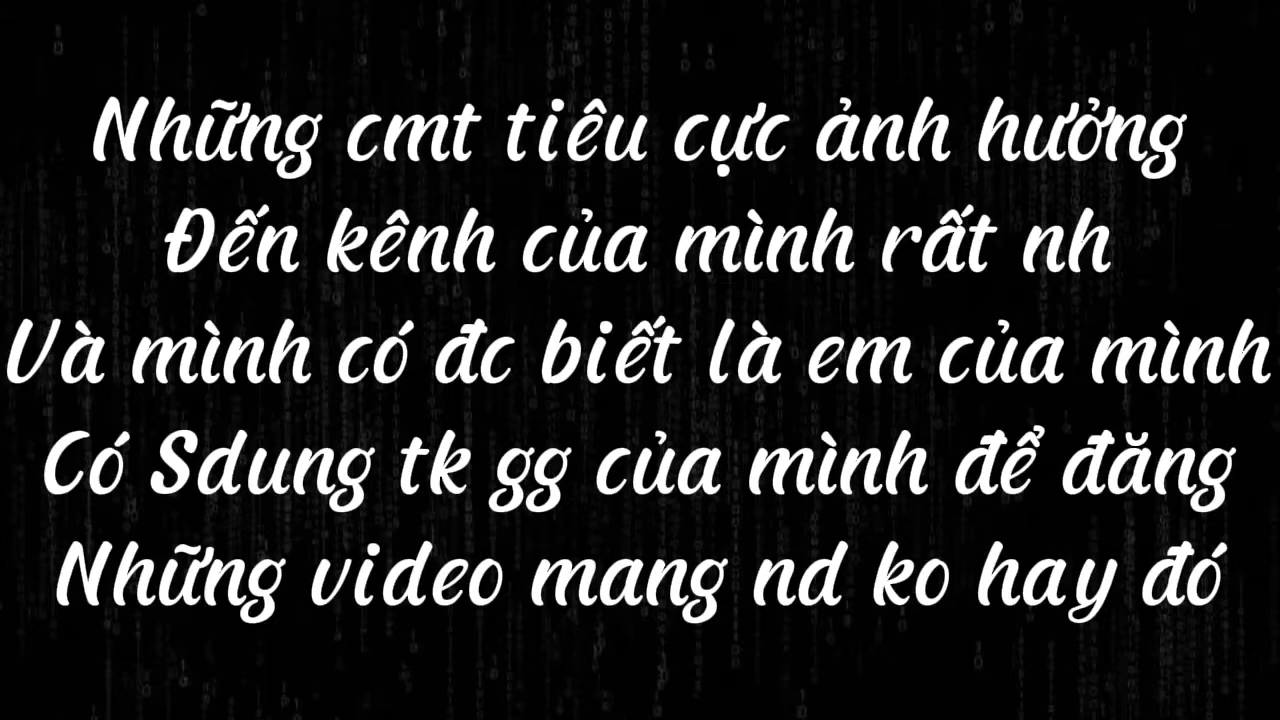 Những cmt tiêu cực ảnh hưởng
Đến kênh của mình rất nh
Và mình có đc biết là em của mình
Có Sdung tk gg của mình để đăng
Những video mang nd ko hay đó